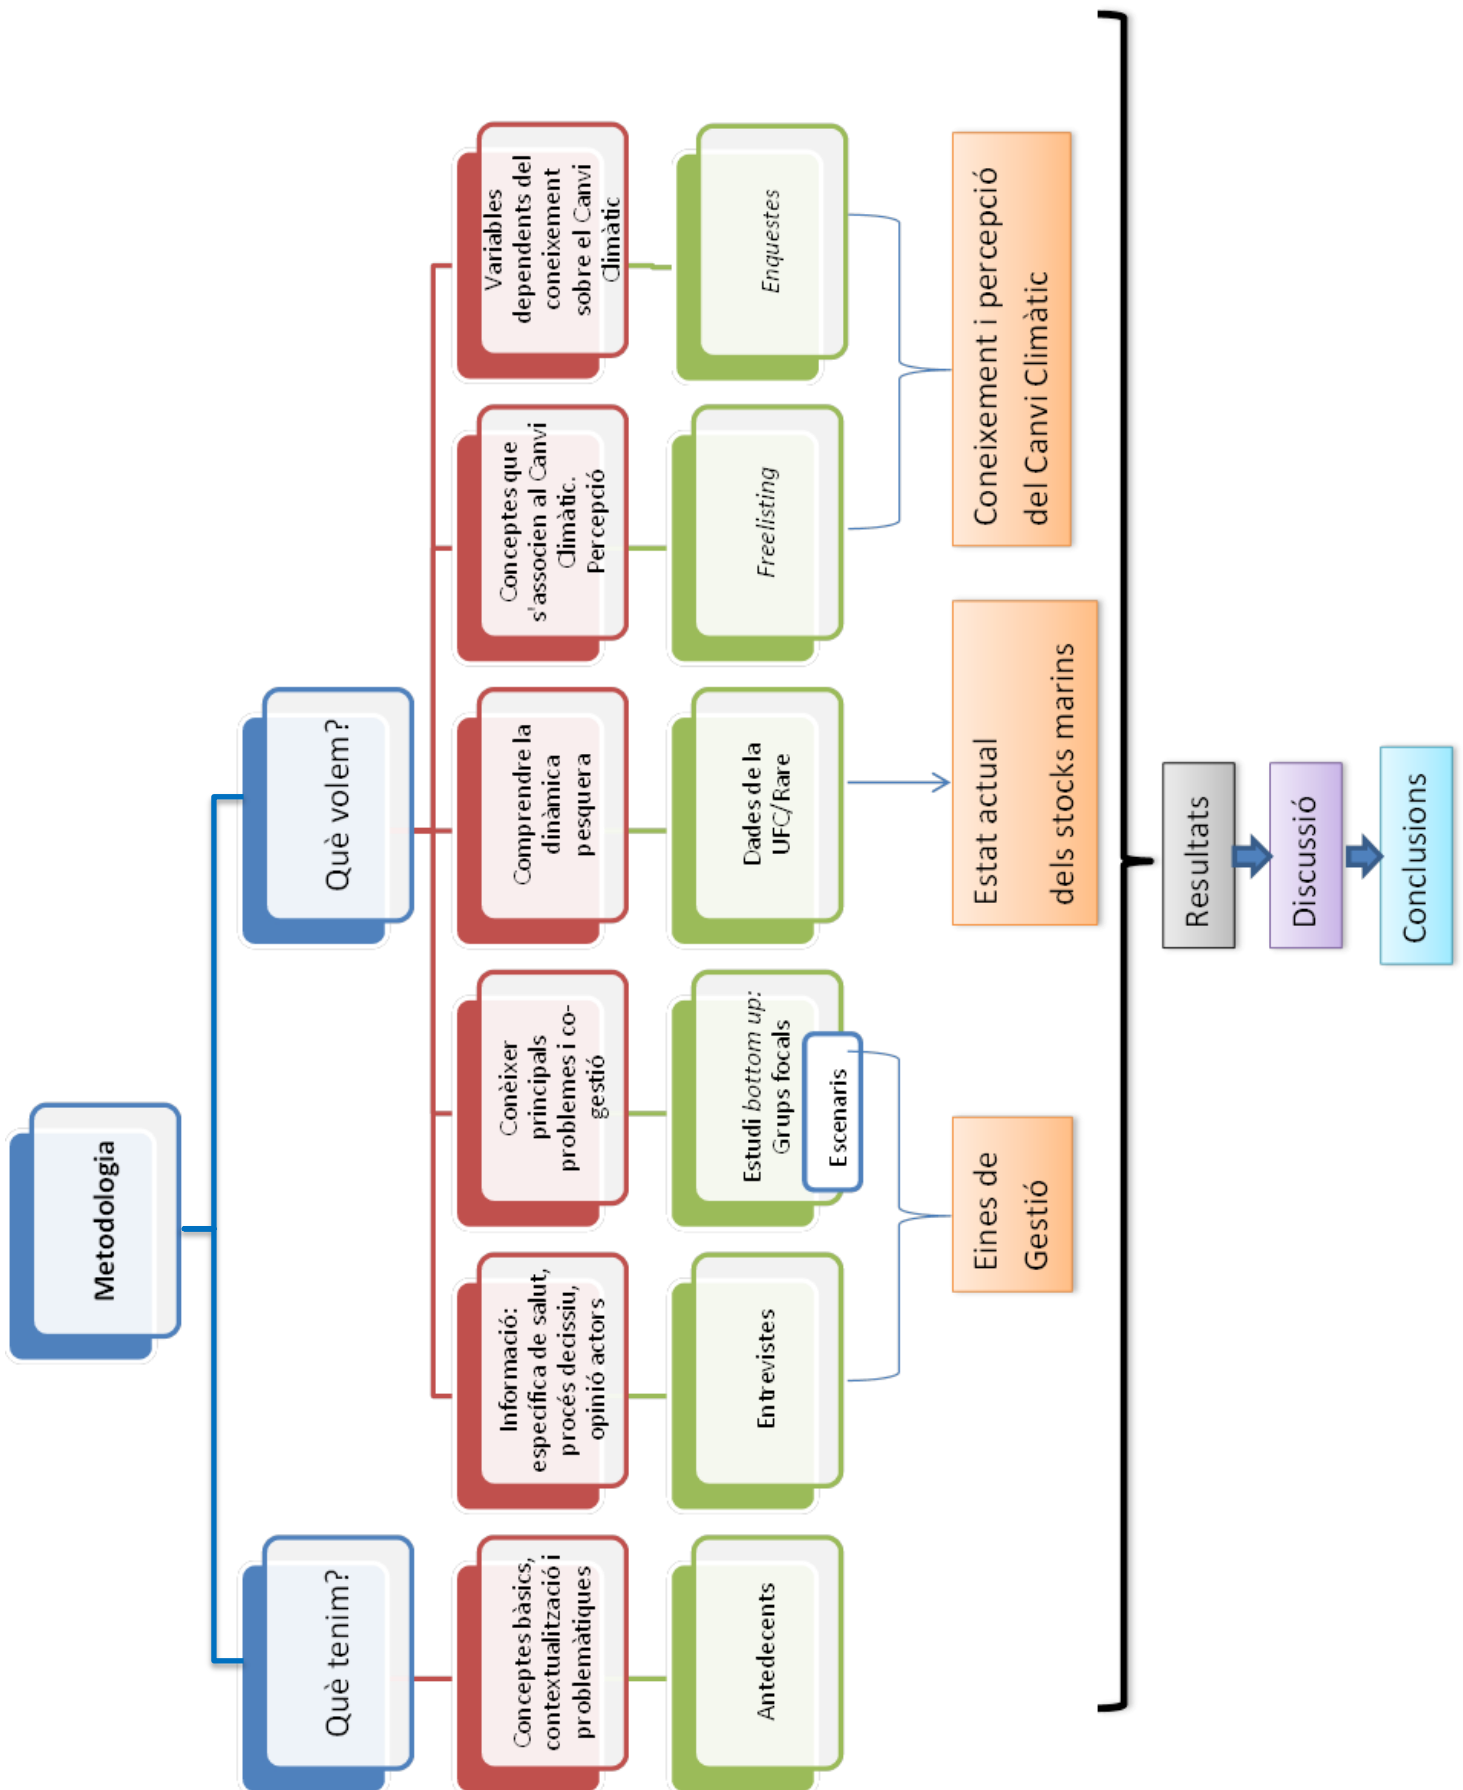 Metodologia
Què tenim?
Què volem?
Conceptes bàsics,
contextualització i
problemàtiques
Informació:
específica de salut,
procés decissiu,
opinió actors
Conèixer
principals
problemes i co-
gestió
Comprendre la
dinàmica
pesquera
Conceptes que
s'associen al Canvi
Climàtic.
Percepció
Variables
dependents del
coneixement
sobre el Canvi
Climàtic
Antedecents
Entrevistes
Estudi bottom up:
Grups focals
Escenaris
Dades de la
UFC/Rare
Freelisting
Enquestes
Eines de
Gestió
Estat actual
dels stocks marins
Coneixement i percepció
del Canvi Climàtic
Resultats
Discussió
Conclusions